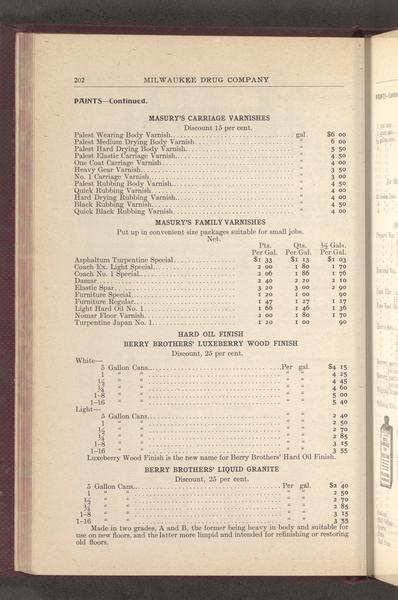 202 MILWAUKEE DRUG COMPANY
PAINTS—Continued.
MASURY'S CARRIAGE VARNISHES
Discount 15 per cent.
Palest Wearing Body Varnish........ gal. $6 00
Palest Medium Drying Body Varnish........ " 6 00
Palest Hard Drying Body Varnish........ " 5 50
Palest Elastic Carriage Varnish........ " 4 50
One Coat Carriage Varnish........ " 4 00
Heavy Gear Varnish........ " 3 50
No. 1 Carriage Varnish........ " 3 00
Palest Rubbing Body Varnish........ " 4 50
Quick Rubbing Varnish........ " 4 00
Hard Drying Rubbing Varnish........ " 4 00
Black Rubbing Varnish........ " 4 50
Quick Black Rubbing Varnish........ " 4 00
MASURY'S FAMILY VARNISHES
Put up in convenient size packages suitable for small jobs.
Net.
Pts. Qts. ½ Gals.
Per Gal. Per Gal. Per Gal.
Asphaltum Turpentine Special........ $1 33 $1 13 $1 03
Coach Ex. Light Special........ 2 00 1 80 1 70
Coach No. 1 Special........ 2 06 1 86 1 76
Damar........ 2 40 2 20 2 10
Elastic Spar........ 3 20 3 00 2 90
Furniture Special........ 1 20 1 00 90
Furniture Regular........ 1 47 1 27 1 17
Light Hard Oil No. 1........ 1 66 1 46 1 36
Nomar Floor Varnish........ 2 00 1 80 1 70
Turpentine Japan No. 1........ 1 20 1 00 90
HARD OIL FINISH
BERRY BROTHERS' LUXEBERRY WOOD FINISH
Discount, 25 per cent.
White—
5 Gallon Cans........ Per gal. $4 15
1 " " ........ " " 4 25
½ " " ........ " " 4 45
¼ " " ........ " " 4 60
1-8 " " ........ " " 5 00
1-16 " " ........ " " 5 40
Light—
5 Gallon Cans........ " " 2 40
1 " " ........ " " 2 50
½ " " ........ " " 2 70
¼ " " ........ " " 2 85
1-8 " " ........ " " 3 15
1-16 " " ........ " " 3 55
Luxeberry Wood Finish is the new name for Berry Brothers' Hard Oil Finish.
BERRY BROTHERS' LIQUID GRANITE
Discount, 25 per cent.
5 Gallon Cans........ Per gal. $2 40
1 " " ........ " " 2 50
½ " " ........ " " 2 70
¼ " " ........ " " 2 85
1-8 " " ........ " " 3 15
1-16 " " ........ " " 3 55
Made in two grades, A and B, the former being heavy in body and suitable for
use on new floors, and the latter more limpid and intended for refinishing or restoring
old floors.